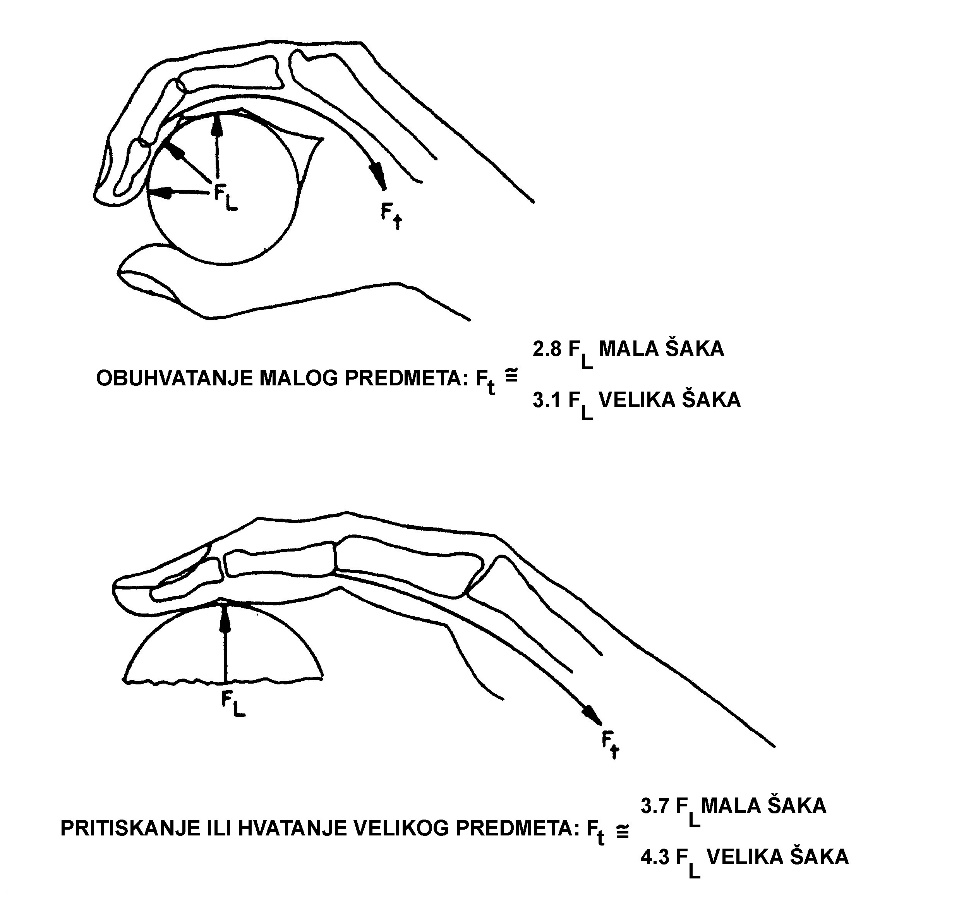 F_L
F_t
2.8 F_L MALA ŠAKA
OBUHVATANJE MALOG PREDMETA: F_t ≅
3.1 F_L VELIKA ŠAKA
F_L
F_t
3.7 F_L MALA ŠAKA
PRITISKANJE ILI HVATANJE VELIKOG PREDMETA: F_t ≅
4.3 F_L VELIKA ŠAKA